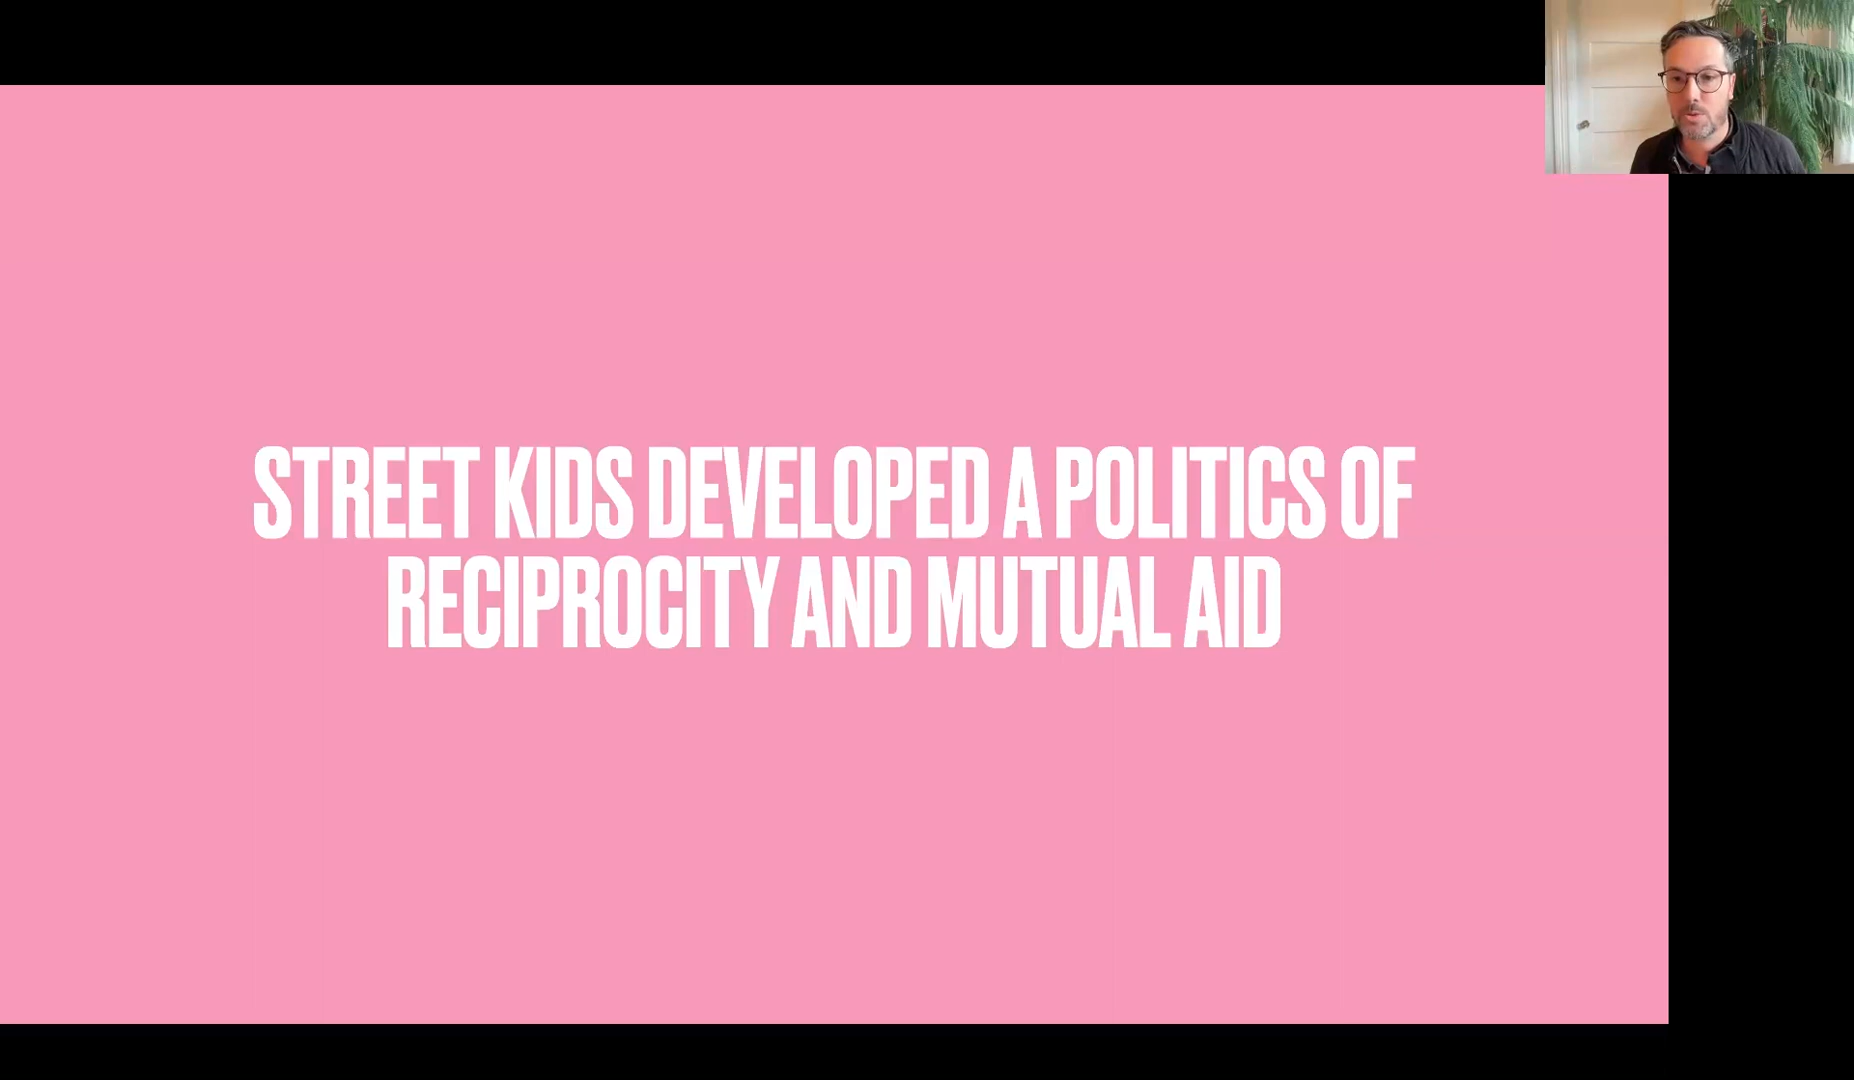 STREET KIDS DEVELOPED A POLITICS OF
RECIPROCITY AND MUTUAL AID